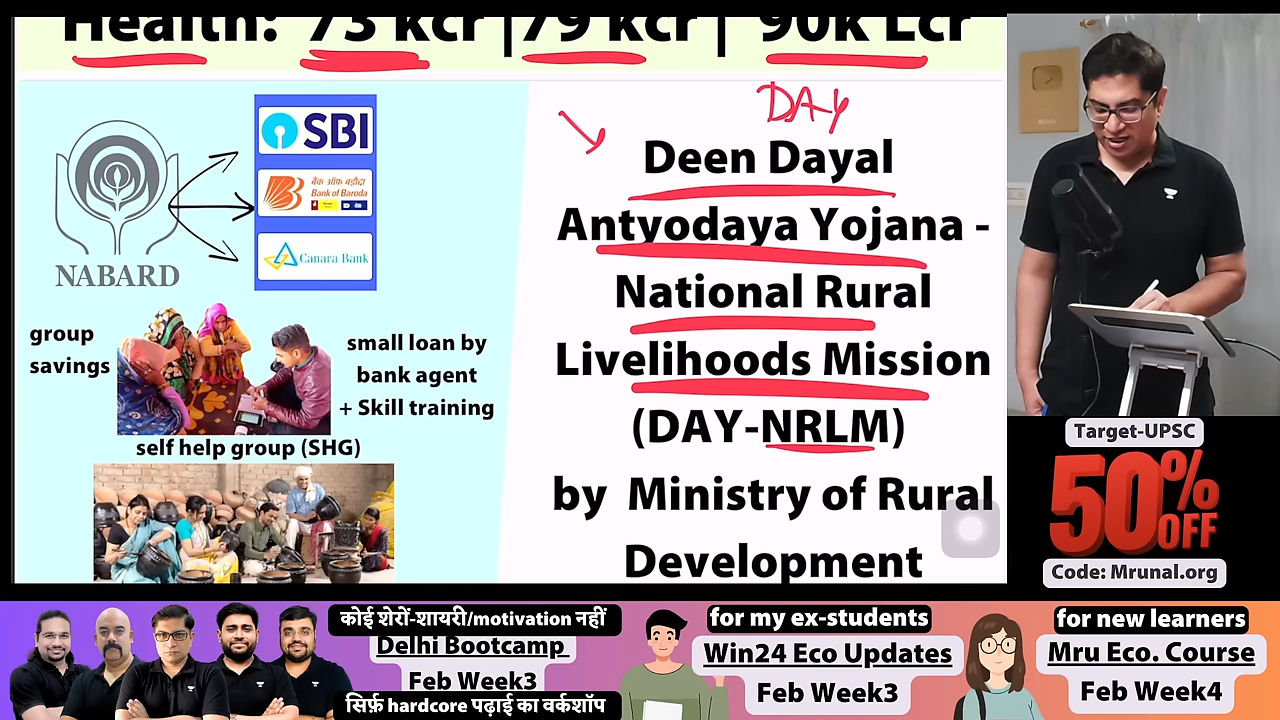 Health: 73 kcr | 79 kcr | 90k Lcr
DAY
Deen Dayal
Antyodaya Yojana -
National Rural
Livelihoods Mission
(DAY-NRLM)
by Ministry of Rural
Development
SBI
बैंक ऑफ़ बड़ौदा
Bank of Baroda
Canara Bank
NABARD
group
savings
small loan by
bank agent
+ Skill training
self help group (SHG)
Target-UPSC
50%
OFF
Code: Mrunal.org
कोई शेरों-शायरी/motivation नहीं
Delhi Bootcamp
Feb Week3
सिर्फ़ hardcore पढ़ाई का वर्कशॉप
for my ex-students
Win24 Eco Updates
Feb Week3
for new learners
Mru Eco. Course
Feb Week4